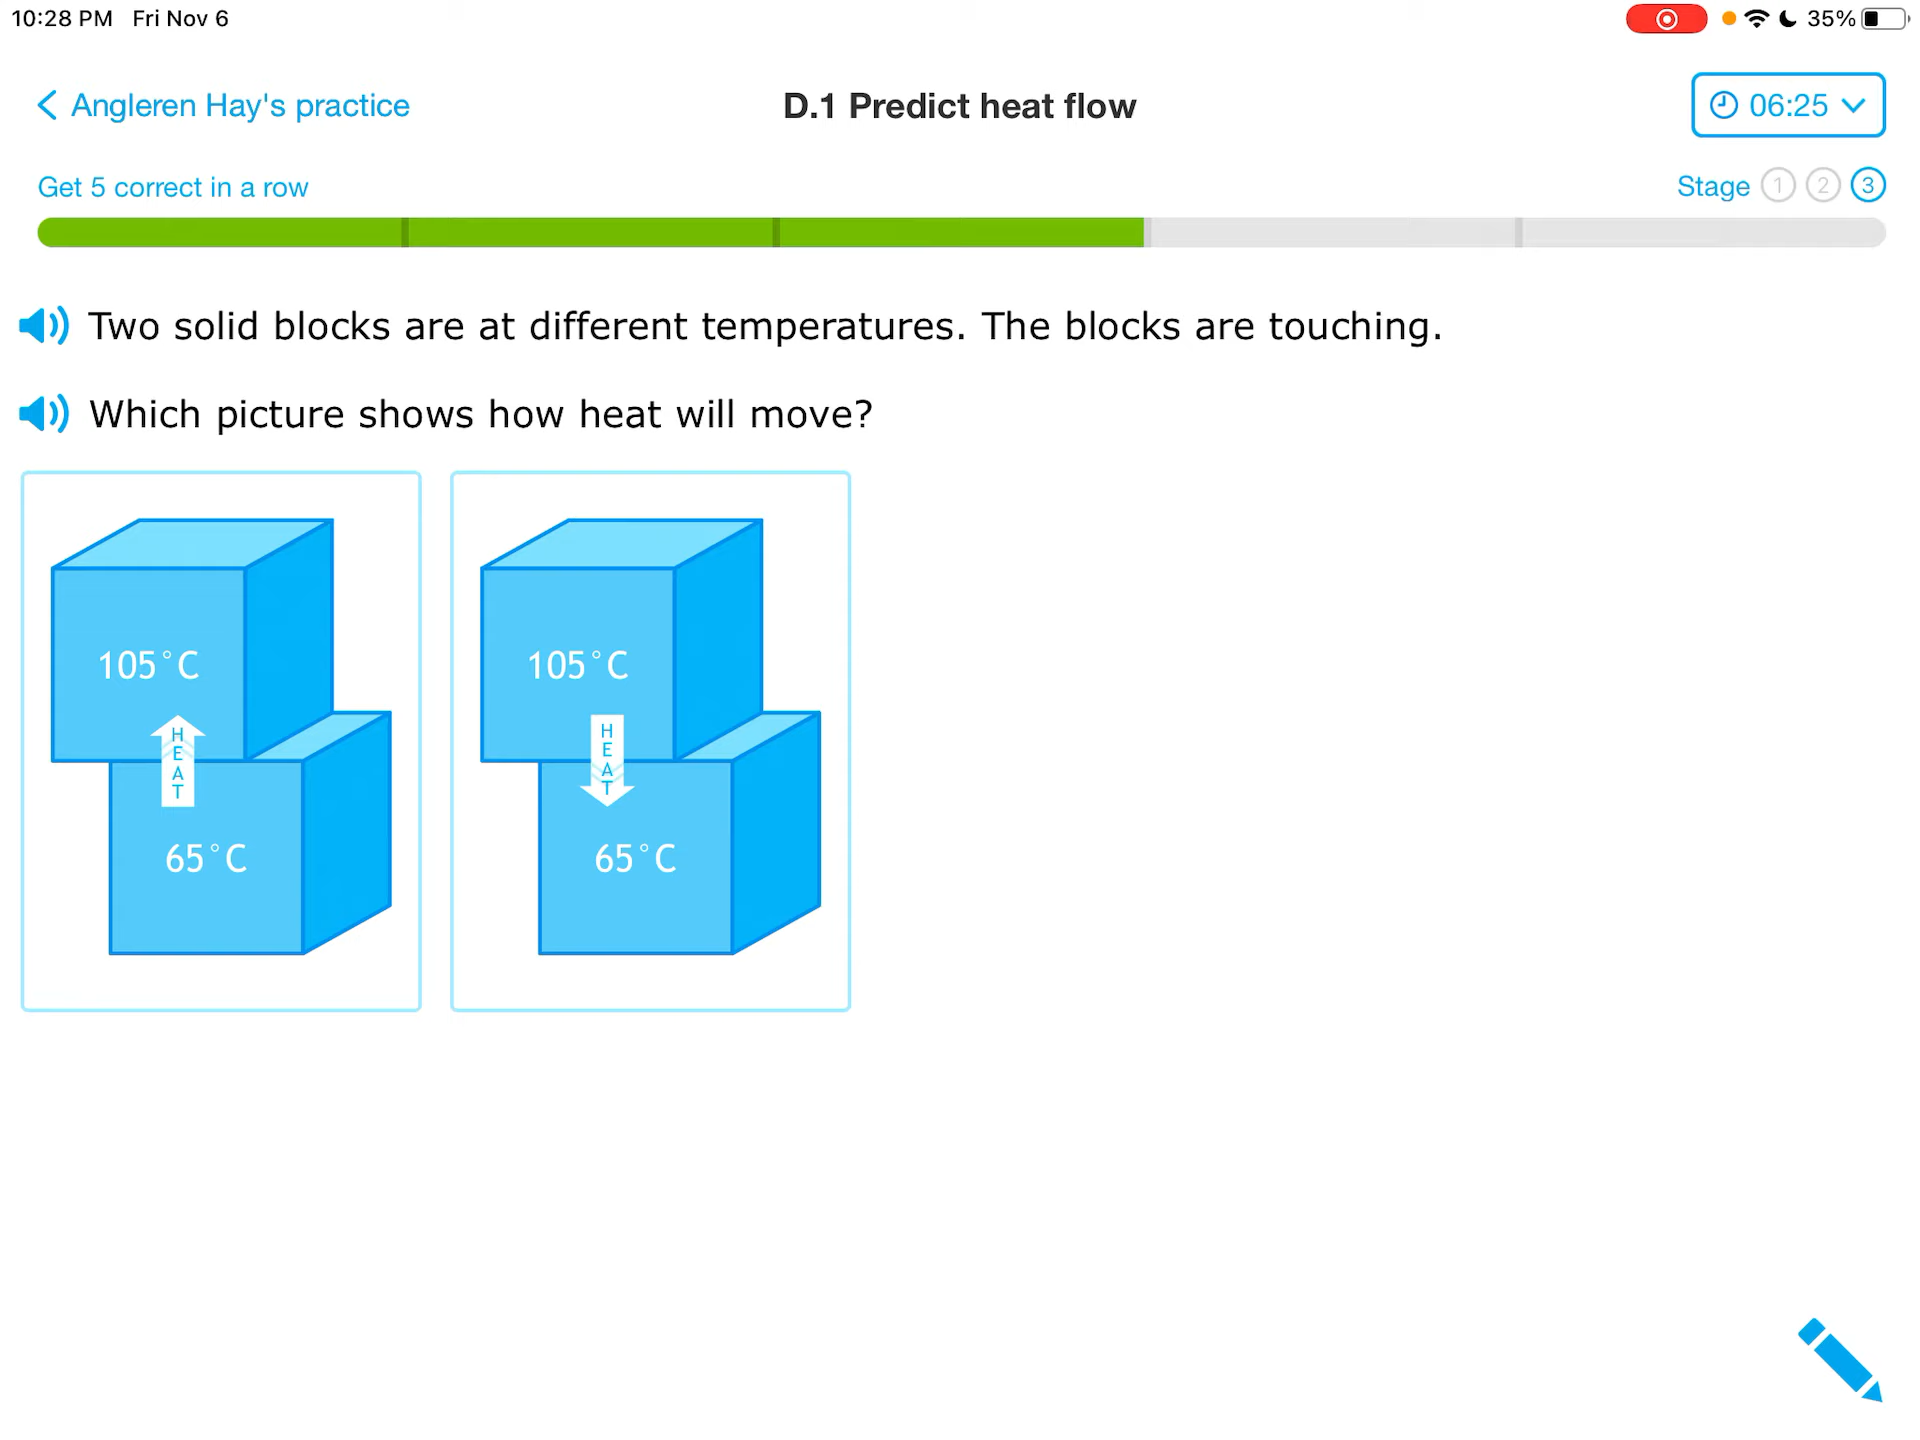 10:28 PM Fri Nov 6
35%
Angleren Hay's practice
D.1 Predict heat flow
06:25
Get 5 correct in a row
Stage 1 2 3
Two solid blocks are at different temperatures. The blocks are touching.
Which picture shows how heat will move?
105°C
HEAT
65°C
105°C
HEAT
65°C